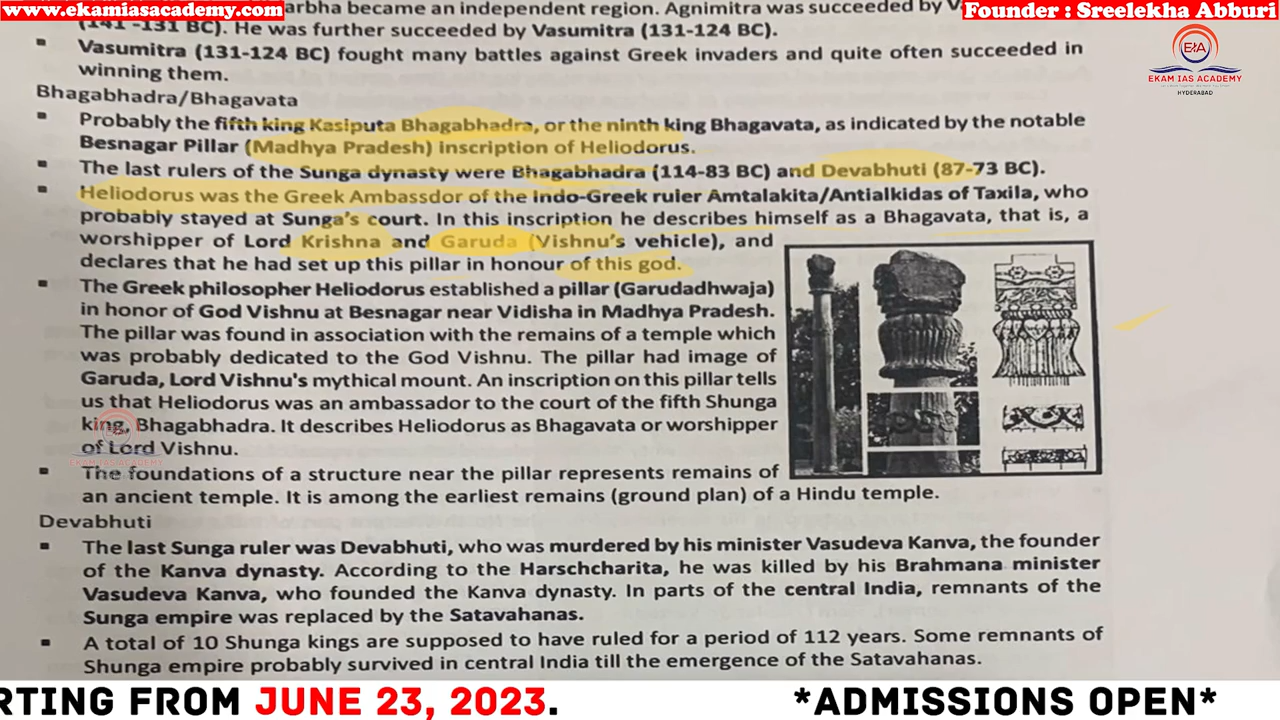 www.ekamiasacademy.com
Founder : Sreelekha Abburi
arbha became an independent region. Agnimitra was succeeded by V
(141 -131 BC). He was further succeeded by Vasumitra (131-124 BC).
▪ Vasumitra (131-124 BC) fought many battles against Greek invaders and quite often succeeded in
winning them.
EKAM IAS ACADEMY
HYDERABAD
Bhagabhadra/Bhagavata
▪ Probably the fifth king Kasiputa Bhagabhadra, or the ninth king Bhagavata, as indicated by the notable
Besnagar Pillar (Madhya Pradesh) inscription of Heliodorus.
▪ The last rulers of the Sunga dynasty were Bhagabhadra (114-83 BC) and Devabhuti (87-73 BC).
▪ Heliodorus was the Greek Ambassdor of the Indo-Greek ruler Amtalakita/Antialkidas of Taxila, who
probably stayed at Sunga's court. In this inscription he describes himself as a Bhagavata, that is, a
worshipper of Lord Krishna and Garuda (Vishnu's vehicle), and
declares that he had set up this pillar in honour of this god.
▪ The Greek philosopher Heliodorus established a pillar (Garudadhwaja)
in honor of God Vishnu at Besnagar near Vidisha in Madhya Pradesh.
The pillar was found in association with the remains of a temple which
was probably dedicated to the God Vishnu. The pillar had image of
Garuda, Lord Vishnu's mythical mount. An inscription on this pillar tells
us that Heliodorus was an ambassador to the court of the fifth Shunga
king, Bhagabhadra. It describes Heliodorus as Bhagavata or worshipper
of Lord Vishnu.
EKAM IAS ACADEMY
▪ The foundations of a structure near the pillar represents remains of
an ancient temple. It is among the earliest remains (ground plan) of a Hindu temple.
Devabhuti
▪ The last Sunga ruler was Devabhuti, who was murdered by his minister Vasudeva Kanva, the founder
of the Kanva dynasty. According to the Harschcharita, he was killed by his Brahmana minister
Vasudeva Kanva, who founded the Kanva dynasty. In parts of the central India, remnants of the
Sunga empire was replaced by the Satavahanas.
▪ A total of 10 Shunga kings are supposed to have ruled for a period of 112 years. Some remnants of
Shunga empire probably survived in central India till the emergence of the Satavahanas.
RTING FROM JUNE 23, 2023. *ADMISSIONS OPEN*